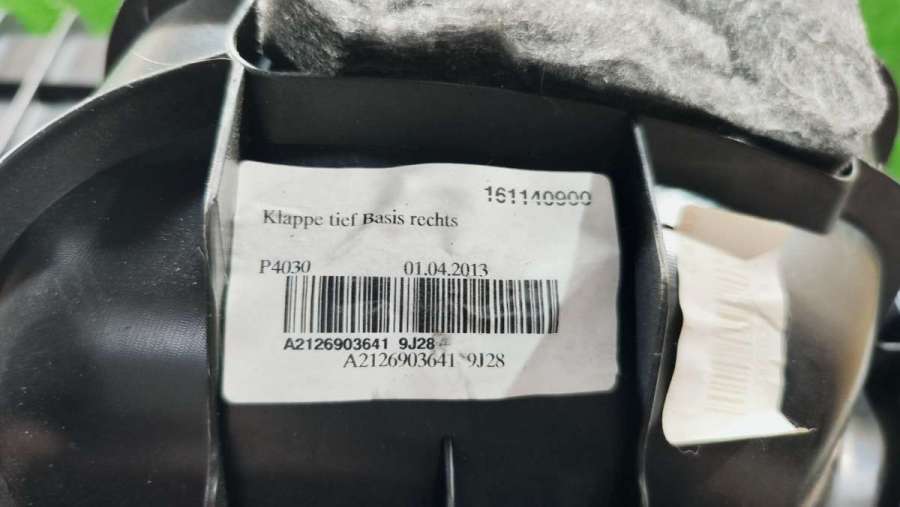 161140900
Klappe tief Basis rechts
P4030 01.04.2013
A2126903641 9J28
A2126903641 9J28